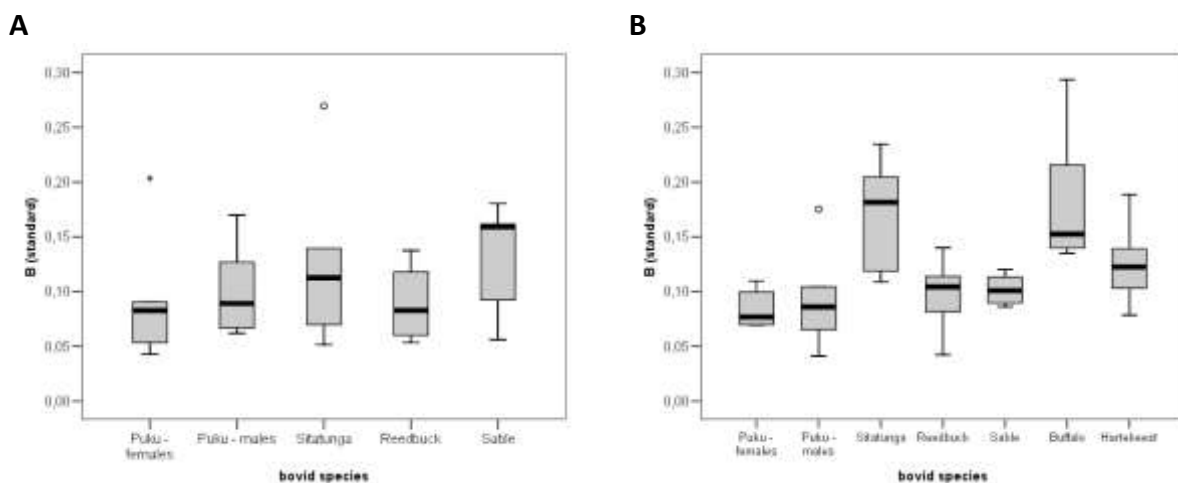 A
B
0,30
0,25
0,20
0,15
0,10
0,05
0,00
B (standard)
Puku - females
Puku - males
Sitatunga
Reedbuck
Sable
bovid species
0,30
0,25
0,20
0,15
0,10
0,05
0,00
B (standard)
Puku - females
Puku - males
Sitatunga
Reedbuck
Sable
Buffalo
Hartebeest
bovid species